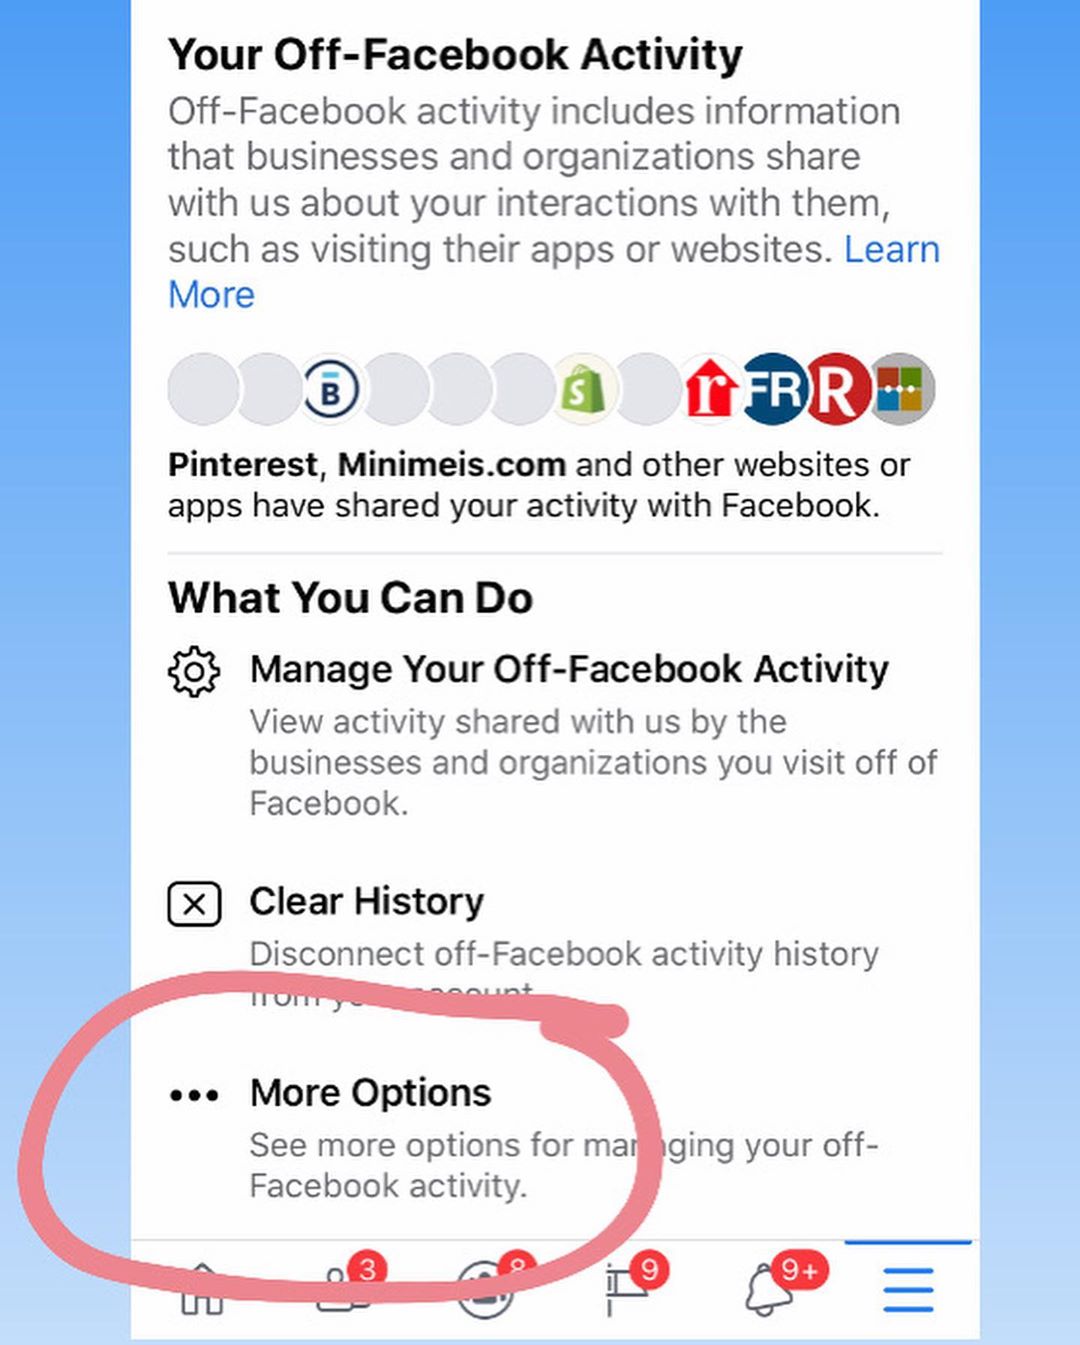 Your Off-Facebook Activity
Off-Facebook activity includes information
that businesses and organizations share
with us about your interactions with them,
such as visiting their apps or websites. Learn
More
B S r FR R
Pinterest, Minimeis.com and other websites or
apps have shared your activity with Facebook.
What You Can Do
Manage Your Off-Facebook Activity
View activity shared with us by the
businesses and organizations you visit off of
Facebook.
Clear History
Disconnect off-Facebook activity history
from your account.
More Options
See more options for managing your off-
Facebook activity.
3 8 9 9+